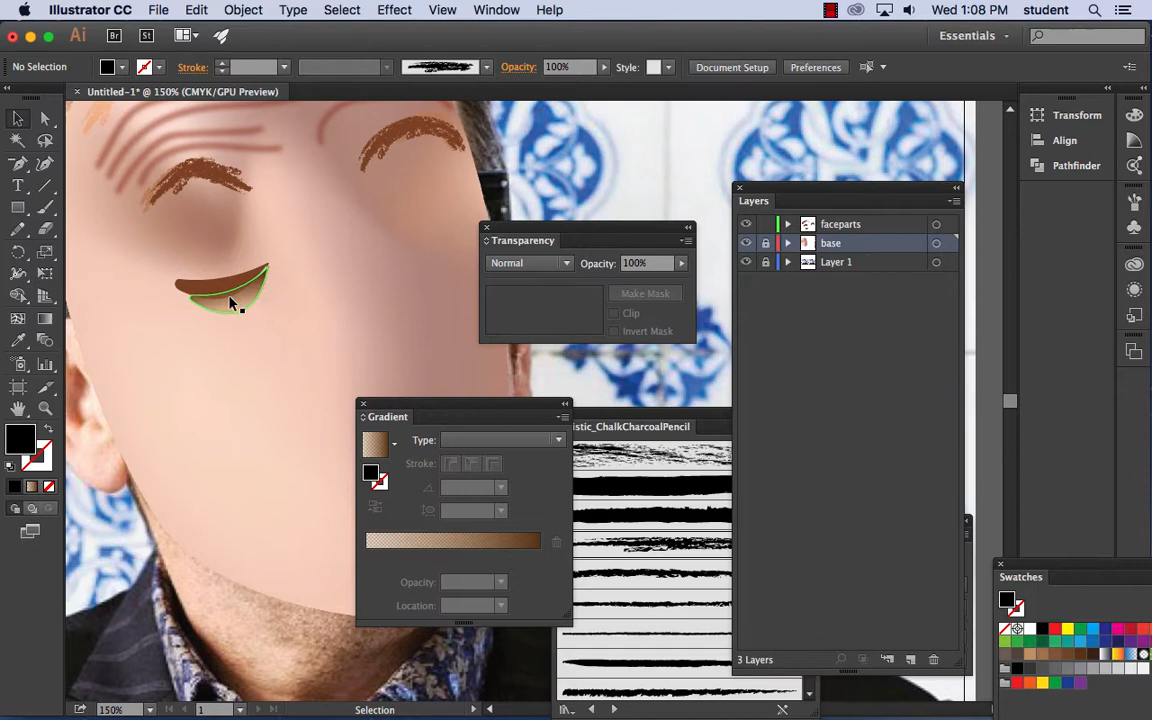 Illustrator CC File Edit Object Type Select Effect View Window Help Wed 1:08 PM student
Ai Br St Essentials
No Selection Stroke: Opacity: 100% Style: Document Setup Preferences
× Untitled-1* @ 150% (CMYK/GPU Preview)
Transform
Align
Pathfinder
Layers
faceparts
base
Layer 1
3 Layers
Transparency
Normal Opacity: 100%
Make Mask
Clip
Invert Mask
Gradient
Type:
Stroke:
Opacity:
Location:
istic_ChalkCharcoalPencil
Swatches
150% 1 Selection